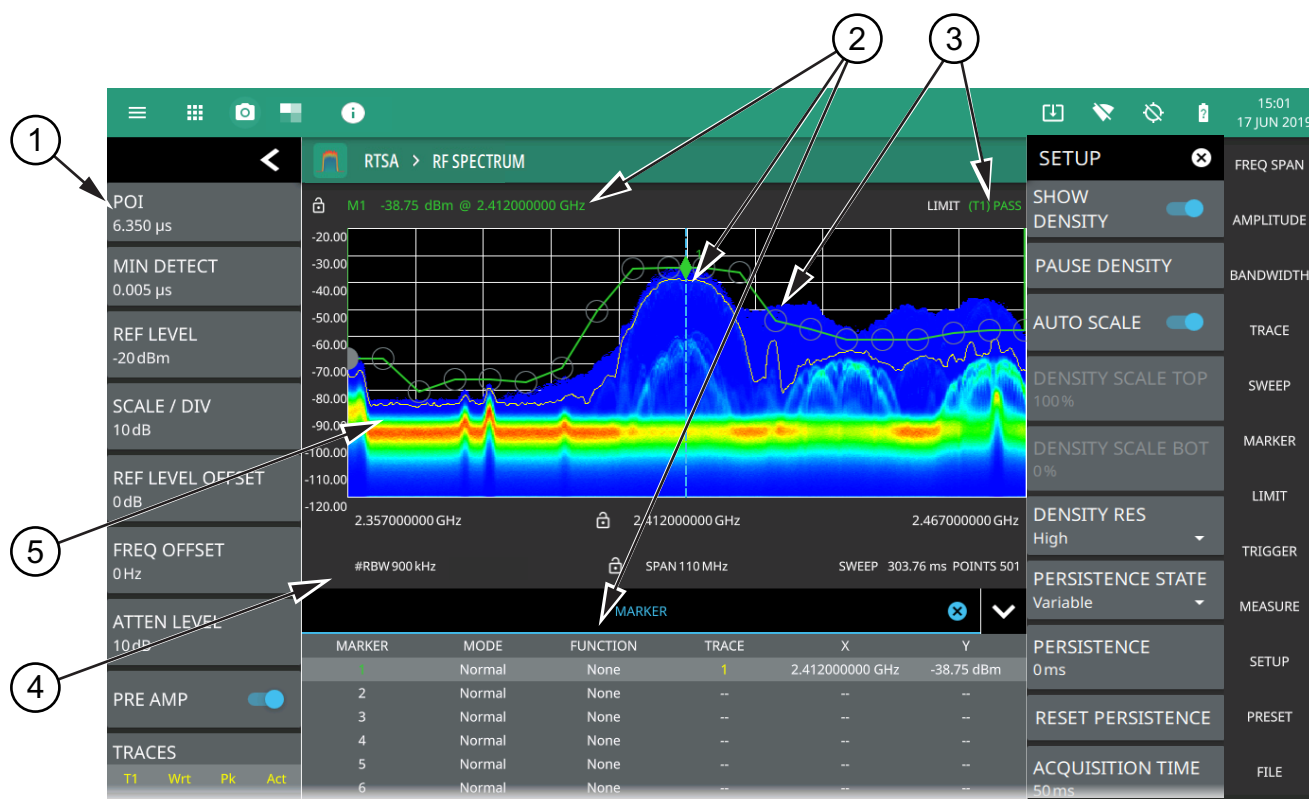 2
3
1
15:01
17 JUN 2019
RTSA > RF SPECTRUM
SETUP
FREQ SPAN
POI
6.350 µs
M1 -38.75 dBm @ 2.412000000 GHz
LIMIT (T1) PASS
SHOW
DENSITY
AMPLITUDE
MIN DETECT
0.005 µs
PAUSE DENSITY
BANDWIDTH
REF LEVEL
-20 dBm
AUTO SCALE
TRACE
SCALE / DIV
10 dB
DENSITY SCALE TOP
100 %
SWEEP
REF LEVEL OFFSET
0 dB
DENSITY SCALE BOT
0 %
MARKER
-20.00
-30.00
-40.00
-50.00
-60.00
-70.00
-80.00
-90.00
-100.00
-110.00
-120.00
1
2.357000000 GHz
2.412000000 GHz
2.467000000 GHz
DENSITY RES
High
LIMIT
5
FREQ OFFSET
0 Hz
#RBW 900 kHz
SPAN 110 MHz
SWEEP 303.76 ms POINTS 501
PERSISTENCE STATE
Variable
TRIGGER
ATTEN LEVEL
10 dB
MARKER
MEASURE
MARKER MODE FUNCTION TRACE X Y
1 Normal None 1 2.412000000 GHz -38.75 dBm
2 Normal None -- -- --
3 Normal None -- -- --
4 Normal None -- -- --
5 Normal None -- -- --
6 Normal None -- -- --
PERSISTENCE
0 ms
SETUP
4
PRE AMP
RESET PERSISTENCE
PRESET
TRACES
T1 Wrt Pk Act
ACQUISITION TIME
50 ms
FILE